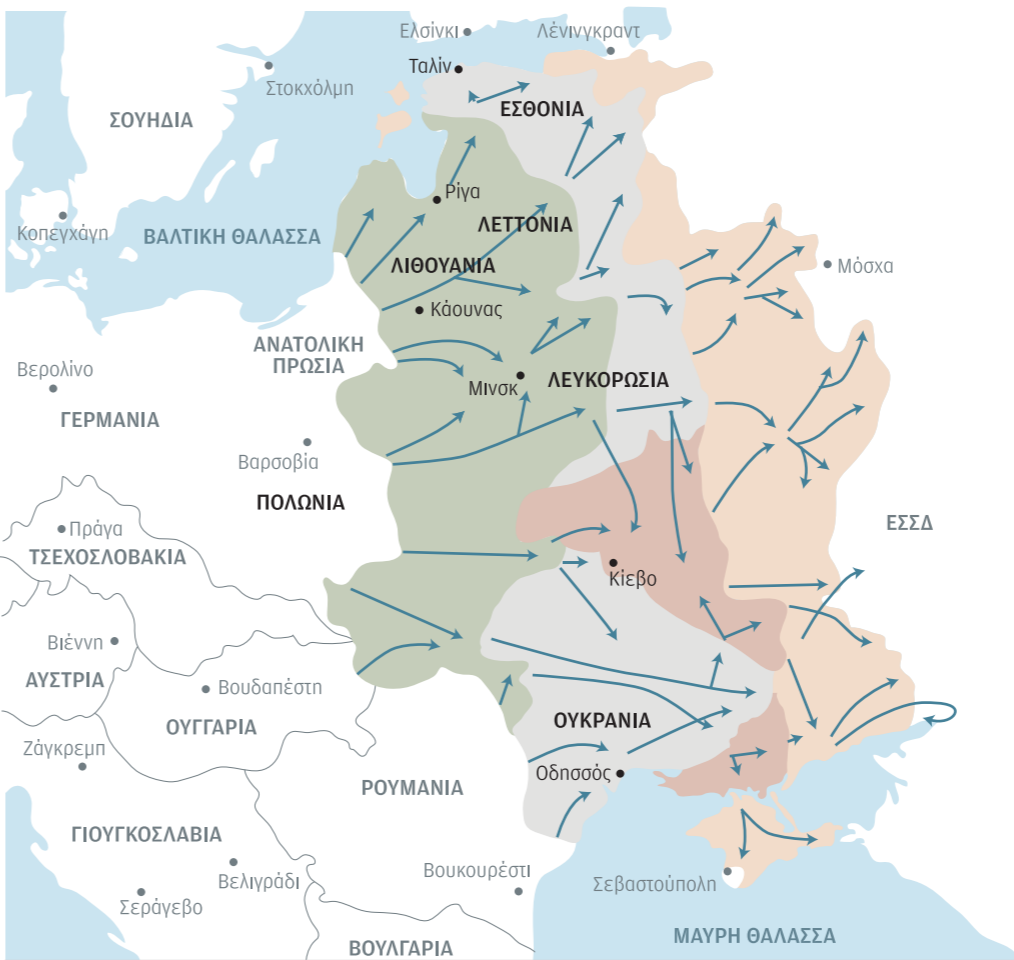 Ελσίνκι
Λένινγκραντ
Ταλίν
Στοκχόλμη
ΕΣΘΟΝΙΑ
ΣΟΥΗΔΙΑ
Ρίγα
Κοπεγχάγη
ΒΑΛΤΙΚΗ ΘΑΛΑΣΣΑ
ΛΕΤΤΟΝΙΑ
ΛΙΘΟΥΑΝΙΑ
Μόσχα
Κάουνας
ΑΝΑΤΟΛΙΚΗ
ΠΡΩΣΙΑ
Βερολίνο
Μινσκ
ΛΕΥΚΟΡΩΣΙΑ
ΓΕΡΜΑΝΙΑ
Βαρσοβία
ΠΟΛΩΝΙΑ
ΕΣΣΔ
Πράγα
ΤΣΕΧΟΣΛΟΒΑΚΙΑ
Κίεβο
Βιέννη
ΑΥΣΤΡΙΑ
Βουδαπέστη
ΟΥΓΓΑΡΙΑ
ΟΥΚΡΑΝΙΑ
Ζάγκρεμπ
Οδησσός
ΡΟΥΜΑΝΙΑ
ΓΙΟΥΓΚΟΣΛΑΒΙΑ
Βελιγράδι
Βουκουρέστι
Σεβαστούπολη
Σεράγεβο
ΜΑΥΡΗ ΘΑΛΑΣΣΑ
ΒΟΥΛΓΑΡΙΑ